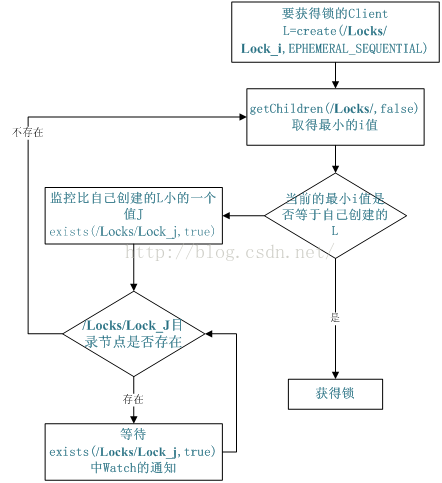 要获得锁的Client
L=create(/Locks/
Lock_i,EPHEMERAL_SEQUENTIAL)
getChildren(/Locks/,false)
取得最小的i值
不存在
监控比自己创建的L小的一个
值J
exists(/Locks/Lock_j,true)
当前的最小i值是
否等于自己创建的
L
http://blog.csdn.net/
/Locks/Lock_J目
录节点是否存在
是
存在
获得锁
等待
exists(/Locks/Lock_j,true)
中Watch的通知